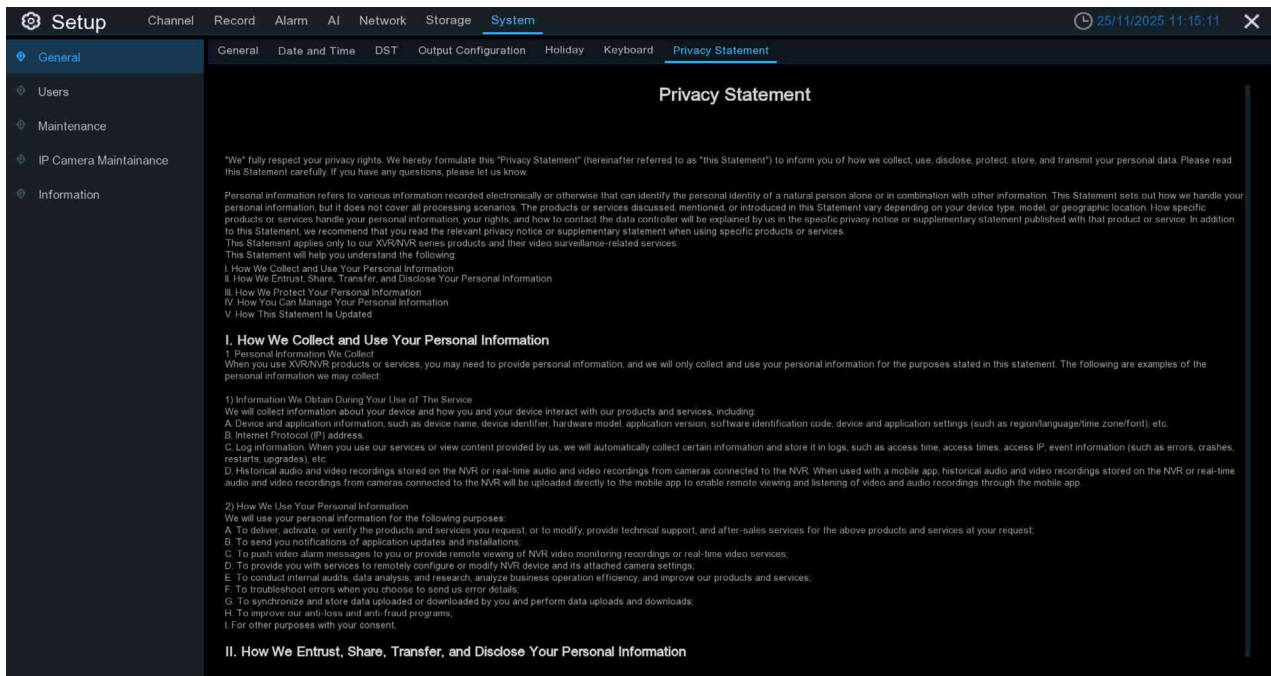 Setup
Channel Record Alarm AI Network Storage System
25/11/2025 11:15:11
General
Users
Maintenance
IP Camera Maintainance
Information
General Date and Time DST Output Configuration Holiday Keyboard Privacy Statement
Privacy Statement
"We" fully respect your privacy rights. We hereby formulate this "Privacy Statement" (hereinafter referred to as "this Statement") to inform you of how we collect, use, disclose, protect, store, and transmit your personal data. Please read
this Statement carefully. If you have any questions, please let us know.
Personal information refers to various information recorded electronically or otherwise that can identify the personal identity of a natural person alone or in combination with other information. This Statement sets out how we handle your
personal information, but it does not cover all processing scenarios. The products or services discussed, mentioned, or introduced in this Statement vary depending on your device type, model, or geographic location. How specific
products or services handle your personal information, your rights, and how to contact the data controller will be explained by us in the specific privacy notice or supplementary statement published with that product or service. In addition
to this Statement, we recommend that you read the relevant privacy notice or supplementary statement when using specific products or services.
This Statement applies only to our XVR/NVR series products and their video surveillance-related services.
This Statement will help you understand the following:
I. How We Collect and Use Your Personal Information
II. How We Entrust, Share, Transfer, and Disclose Your Personal Information
III. How We Protect Your Personal Information
IV. How You Can Manage Your Personal Information
V. How This Statement Is Updated
I. How We Collect and Use Your Personal Information
1. Personal Information We Collect
When you use XVR/NVR products or services, you may need to provide personal information, and we will only collect and use your personal information for the purposes stated in this statement. The following are examples of the
personal information we may collect:
1) Information We Obtain During Your Use of The Service
We will collect information about your device and how you and your device interact with our products and services, including:
A. Device and application information, such as device name, device identifier, hardware model, application version, software identification code, device and application settings (such as region/language/time zone/font), etc.
B. Internet Protocol (IP) address.
C. Log information. When you use our services or view content provided by us, we will automatically collect certain information and store it in logs, such as access time, access times, access IP, event information (such as errors, crashes,
restarts, upgrades), etc.
D. Historical audio and video recordings stored on the NVR or real-time audio and video recordings from cameras connected to the NVR. When used with a mobile app, historical audio and video recordings stored on the NVR or real-time
audio and video recordings from cameras connected to the NVR will be uploaded directly to the mobile app to enable remote viewing and listening of video and audio recordings through the mobile app.
2) How We Use Your Personal Information
We will use your personal information for the following purposes:
A. To deliver, activate, or verify the products and services you request, or to modify, provide technical support, and after-sales services for the above products and services at your request;
B. To send you notifications of application updates and installations;
C. To push video alarm messages to you or provide remote viewing of NVR video monitoring recordings or real-time video services;
D. To provide you with services to remotely configure or modify NVR device and its attached camera settings;
E. To conduct internal audits, data analysis, and research, analyze business operation efficiency, and improve our products and services;
F. To troubleshoot errors when you choose to send us error details;
G. To synchronize and store data uploaded or downloaded by you and perform data uploads and downloads;
H. To improve our anti-loss and anti-fraud programs;
I. For other purposes with your consent.
II. How We Entrust, Share, Transfer, and Disclose Your Personal Information